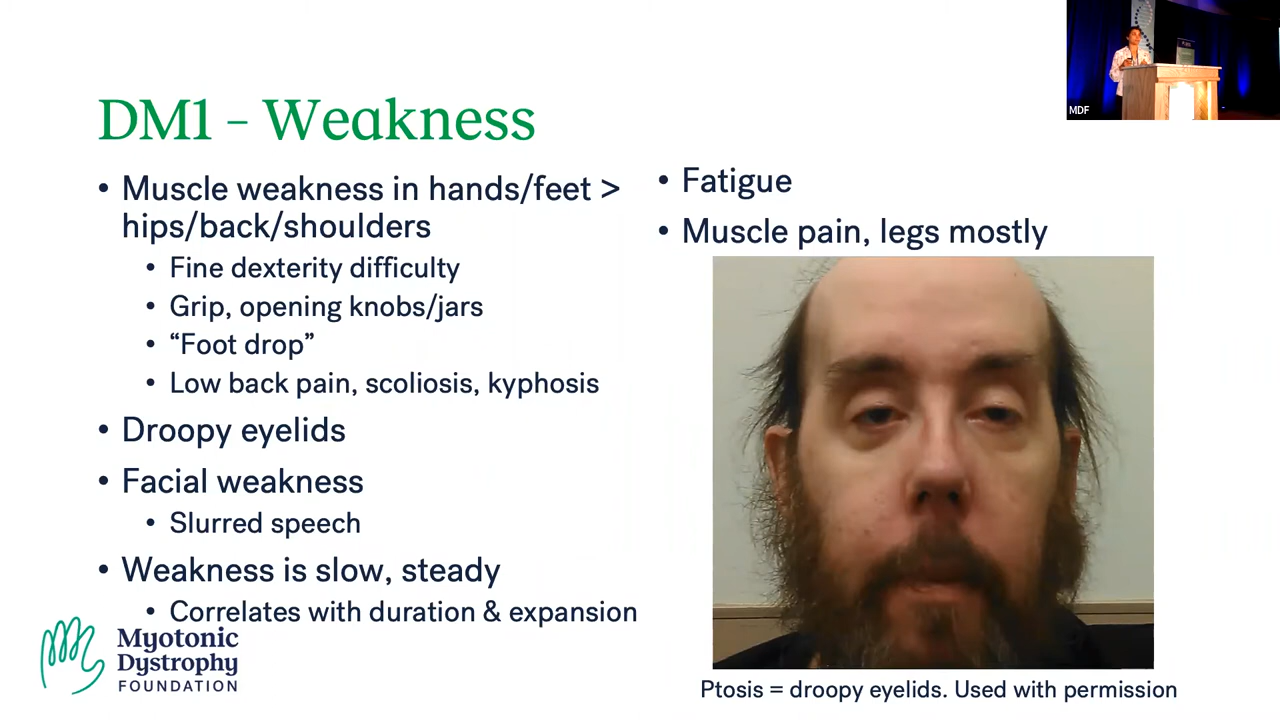 MDF
DM1 – Weakness
• Muscle weakness in hands/feet >
hips/back/shoulders
• Fine dexterity difficulty
• Grip, opening knobs/jars
• “Foot drop”
• Low back pain, scoliosis, kyphosis
• Droopy eyelids
• Facial weakness
• Slurred speech
• Weakness is slow, steady
• Correlates with duration & expansion
• Fatigue
• Muscle pain, legs mostly
Ptosis = droopy eyelids. Used with permission
Myotonic
Dystrophy
FOUNDATION